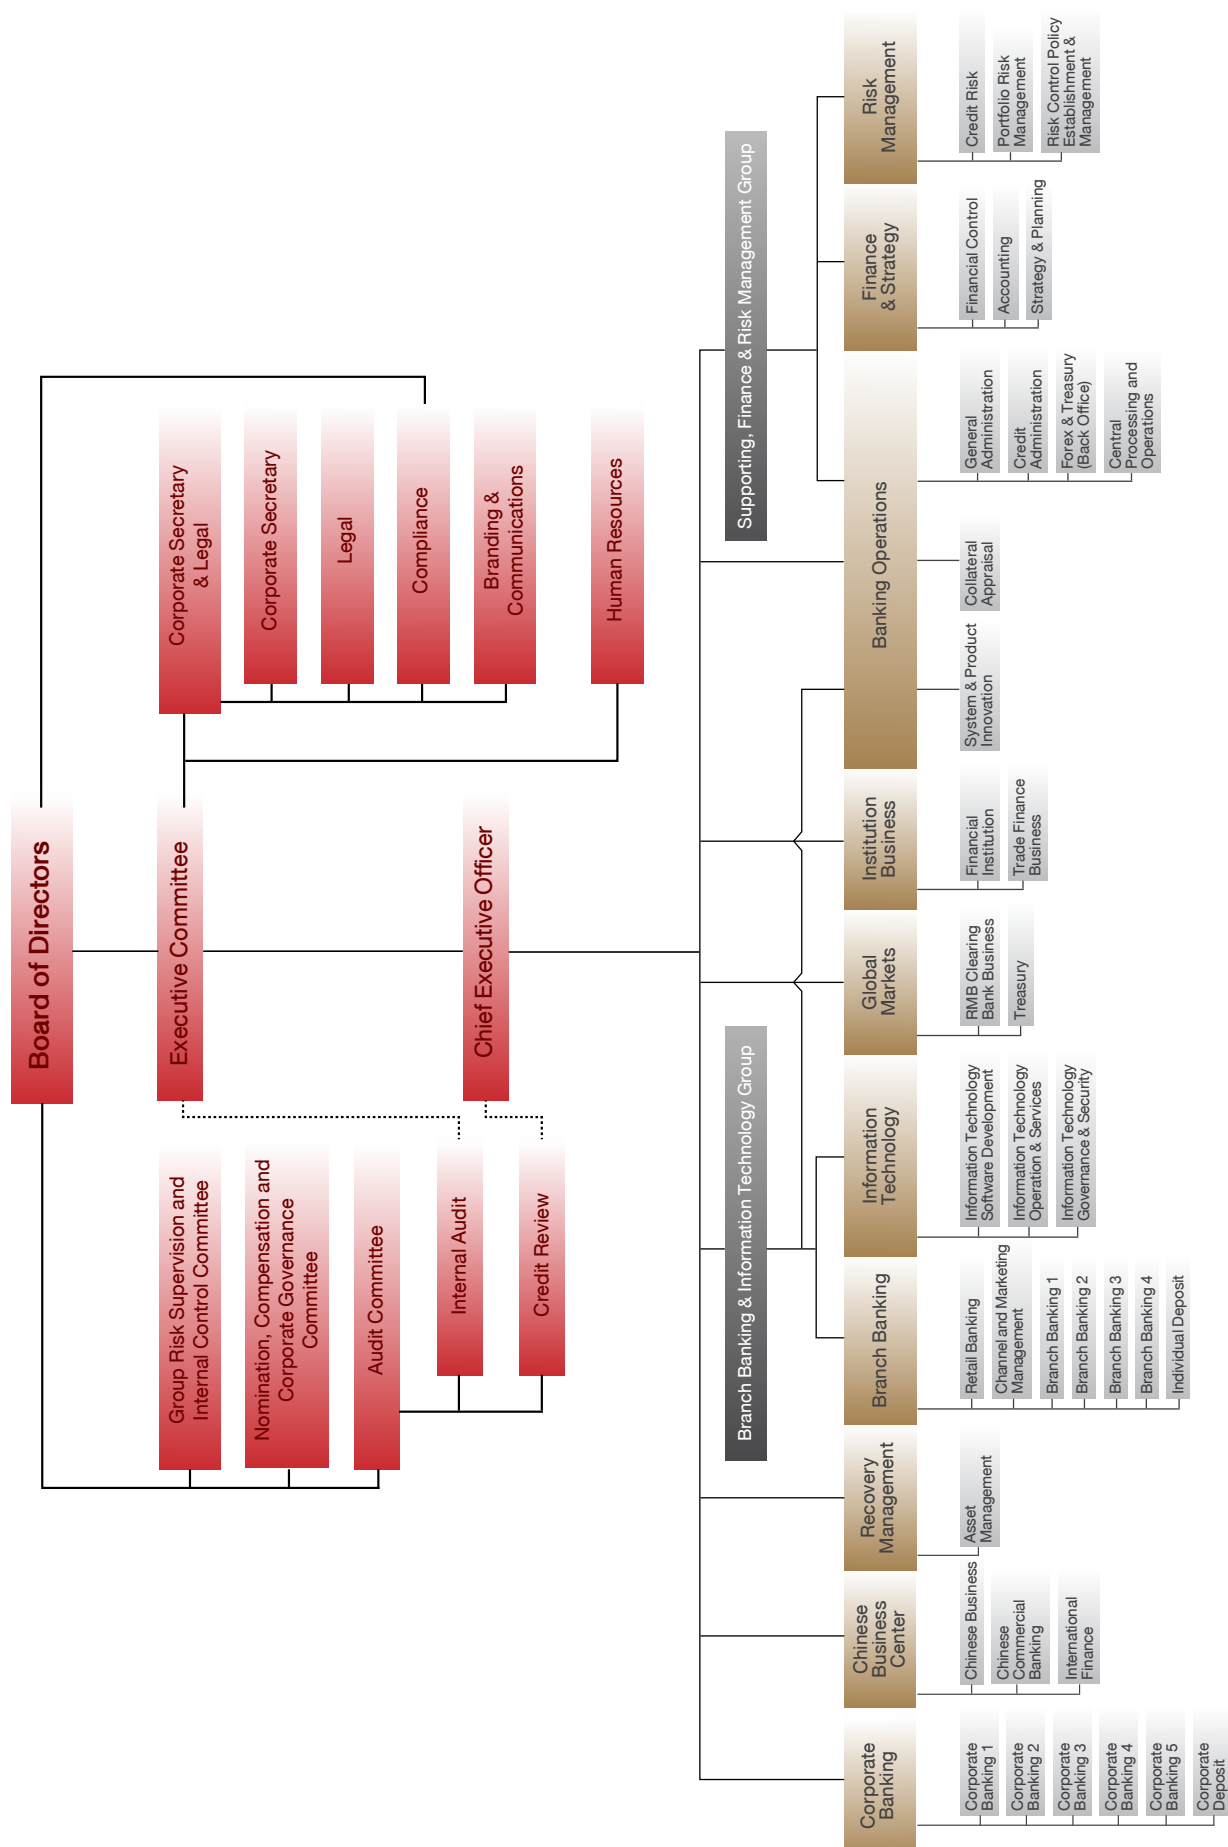 Board of Directors
Executive Committee
Chief Executive Officer
Group Risk Supervision and
Internal Control Committee
Nomination, Compensation and
Corporate Governance
Committee
Audit Committee
Internal Audit
Credit Review
Corporate Secretary
& Legal
Corporate Secretary
Legal
Compliance
Branding &
Communications
Human Resources
Branch Banking & Information Technology Group
Supporting, Finance & Risk Management Group
Corporate
Banking
Corporate
Banking 1
Corporate
Banking 2
Corporate
Banking 3
Corporate
Banking 4
Corporate
Banking 5
Corporate
Deposit
Chinese
Business
Center
Chinese Business
Chinese
Commercial
Banking
International
Finance
Recovery
Management
Asset
Management
Branch Banking
Retail Banking
Channel and Marketing
Management
Branch Banking 1
Branch Banking 2
Branch Banking 3
Branch Banking 4
Individual Deposit
Information
Technology
Information Technology
Software Development
Information Technology
Operation & Services
Information Technology
Governance & Security
Global
Markets
RMB Clearing
Bank Business
Treasury
Institution
Business
Financial
Institution
Trade Finance
Business
Banking Operations
System & Product
Innovation
Collateral
Appraisal
General
Administration
Credit
Administration
Forex & Treasury
(Back Office)
Central
Processing and
Operations
Finance
& Strategy
Financial Control
Accounting
Strategy & Planning
Risk
Management
Credit Risk
Portfolio Risk
Management
Risk Control Policy
Establishment &
Management